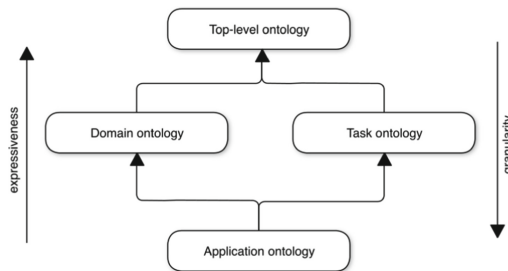 Top-level ontology
expressiveness
granularity
Domain ontology
Task ontology
Application ontology